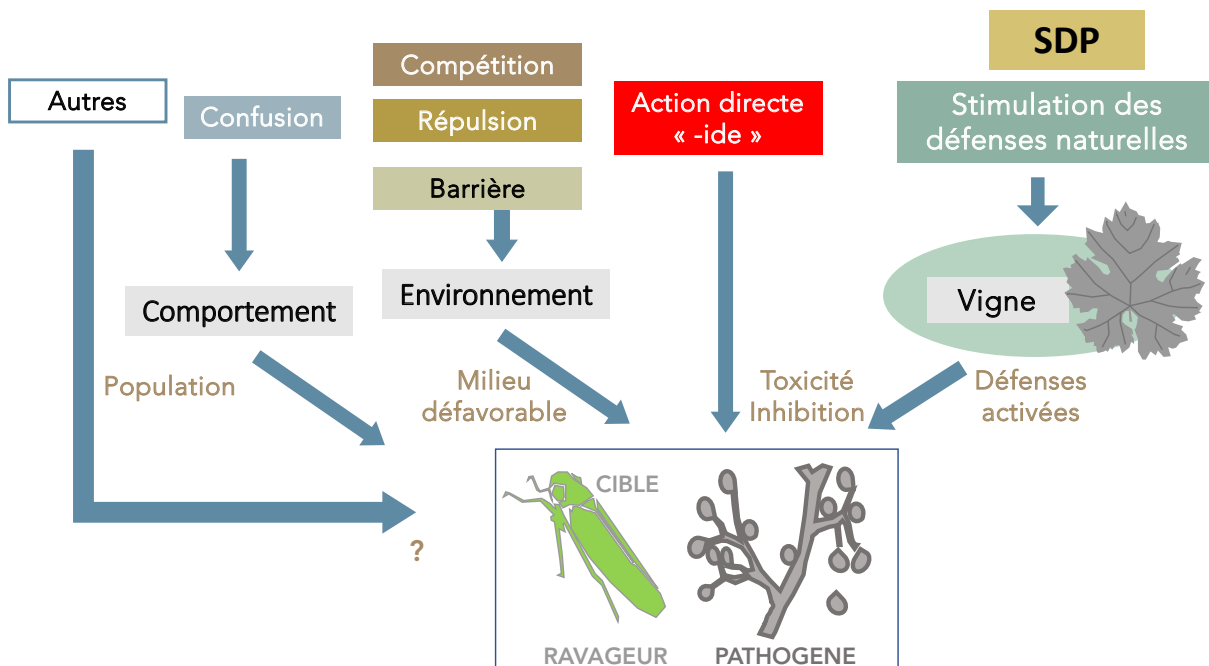 SDP
Autres
Confusion
Compétition
Répulsion
Barrière
Action directe
« -ide »
Stimulation des
défenses naturelles
Comportement
Environnement
Vigne
Population
Milieu
défavorable
Toxicité
Inhibition
Défenses
activées
?
CIBLE
RAVAGEUR
PATHOGENE